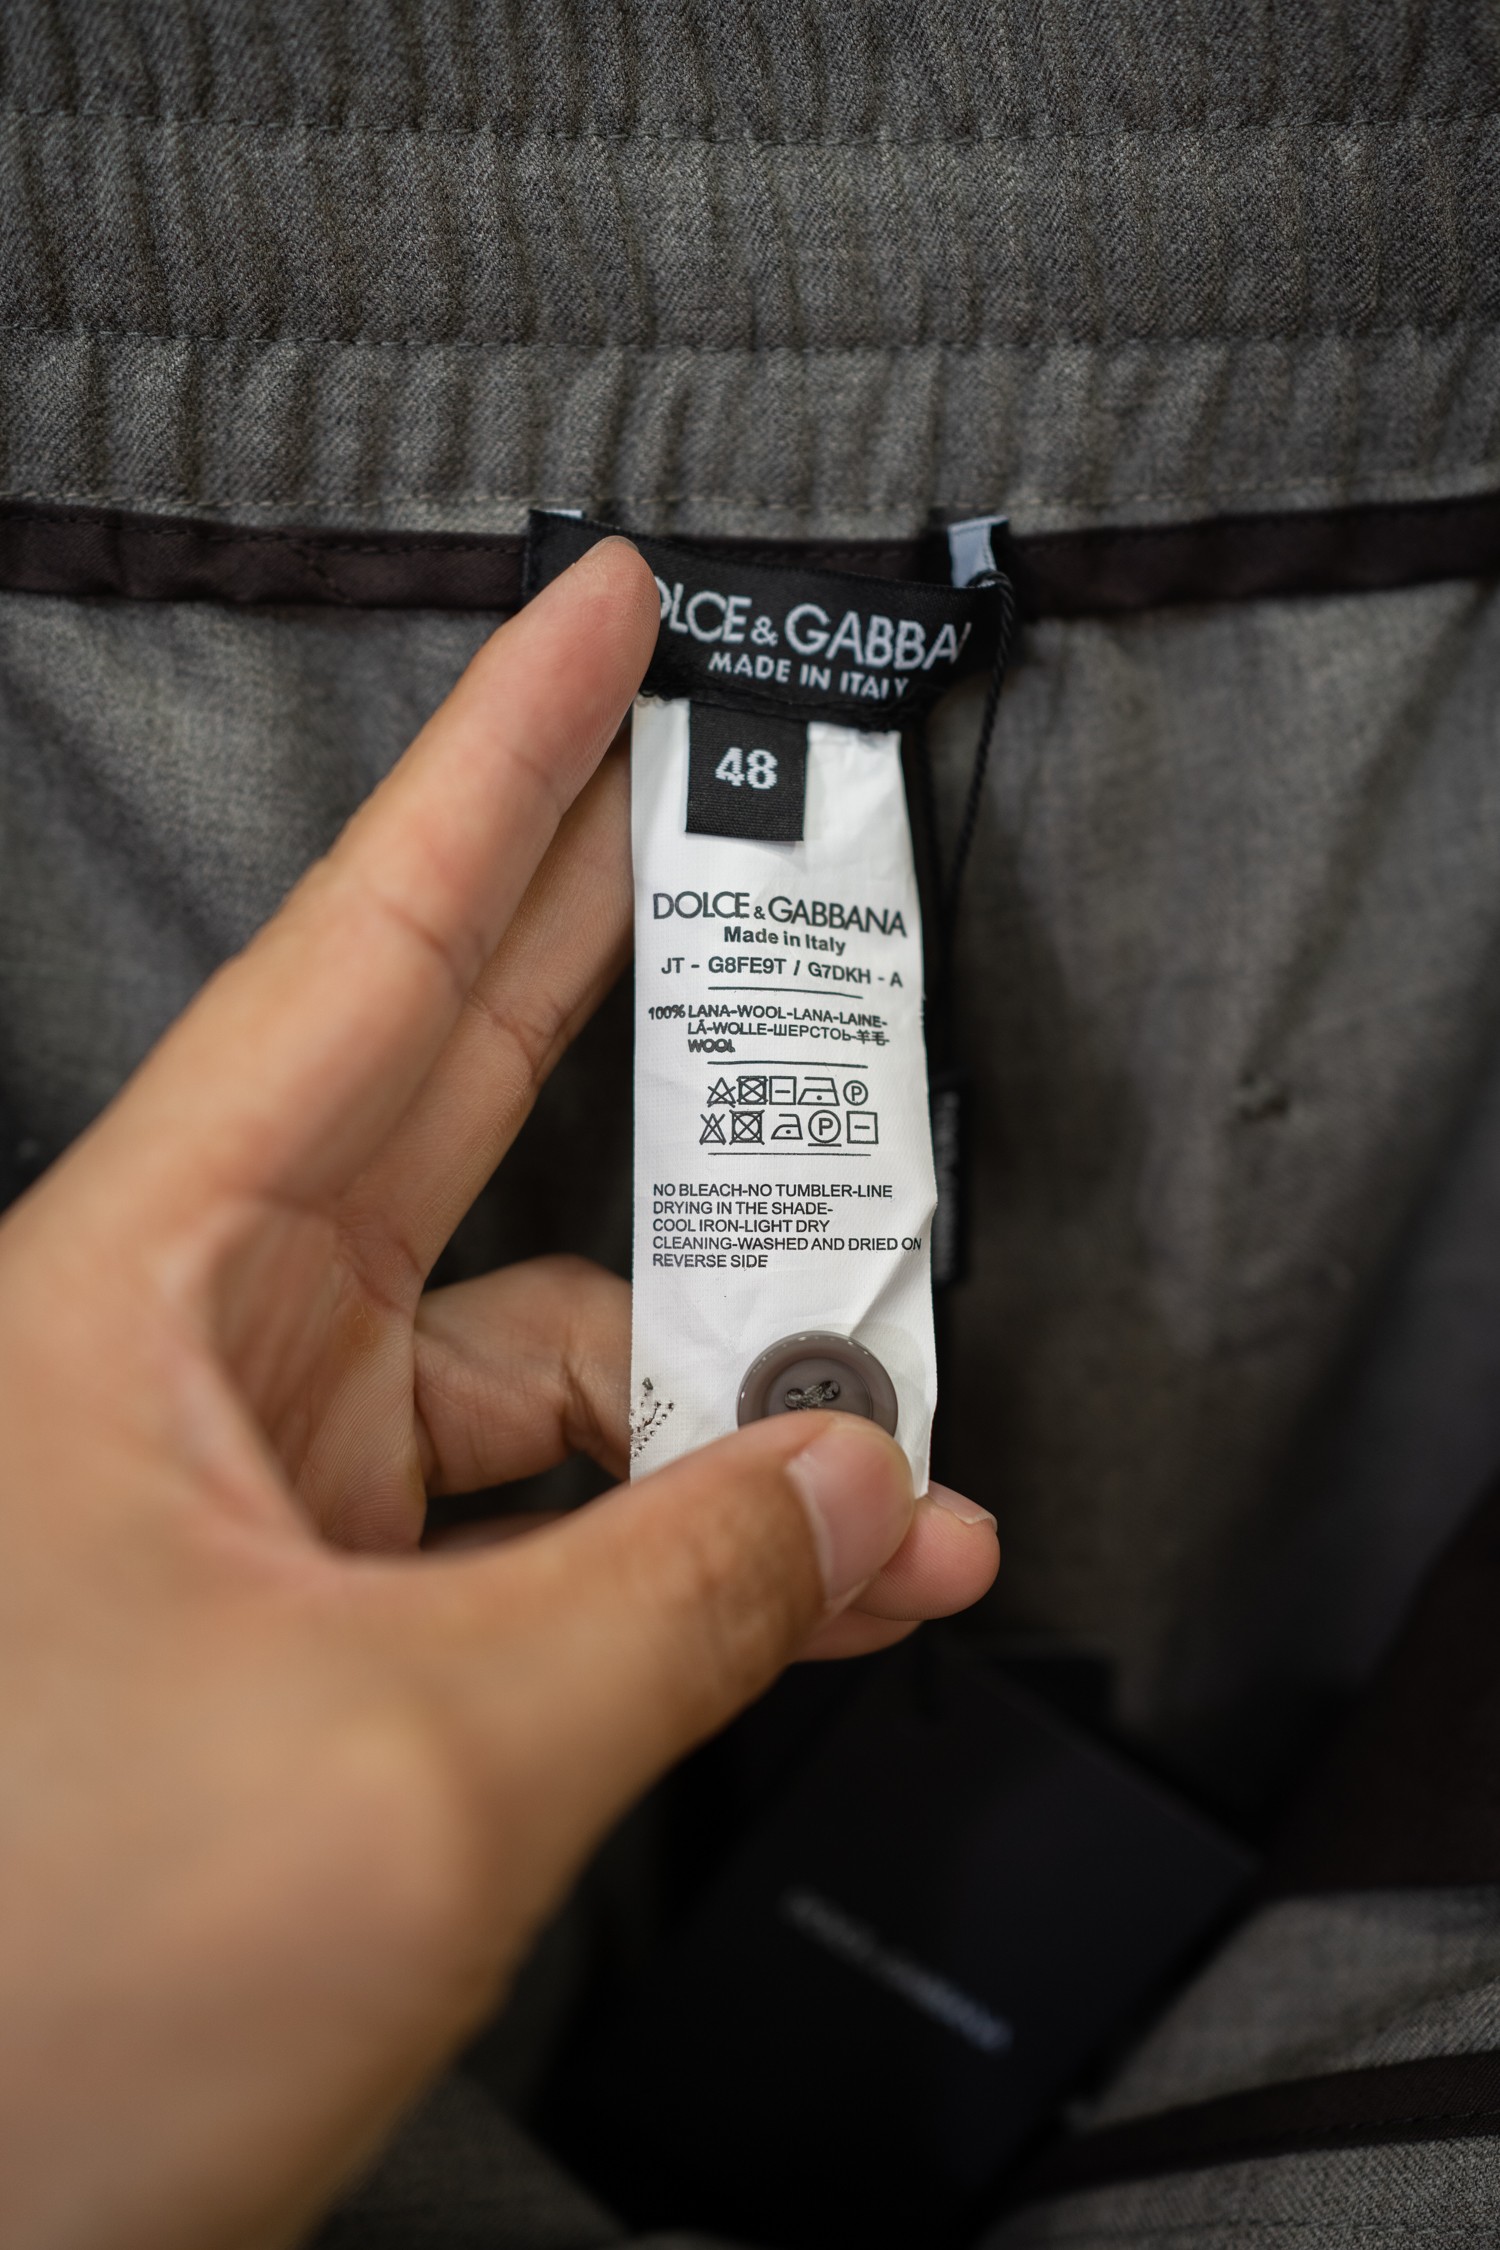 DOLCE & GABBA
MADE IN ITALY
48
DOLCE & GABBANA
Made in Italy
JT - G8FE9T / G7DKH - A
100% LANA-WOOL-LANA-LAINE-
LÃ-WOLLE-ШЕРСТОЬ-羊毛-
WOOL
P
P
NO BLEACH-NO TUMBLER-LINE
DRYING IN THE SHADE-
COOL IRON-LIGHT DRY
CLEANING-WASHED AND DRIED ON
REVERSE SIDE